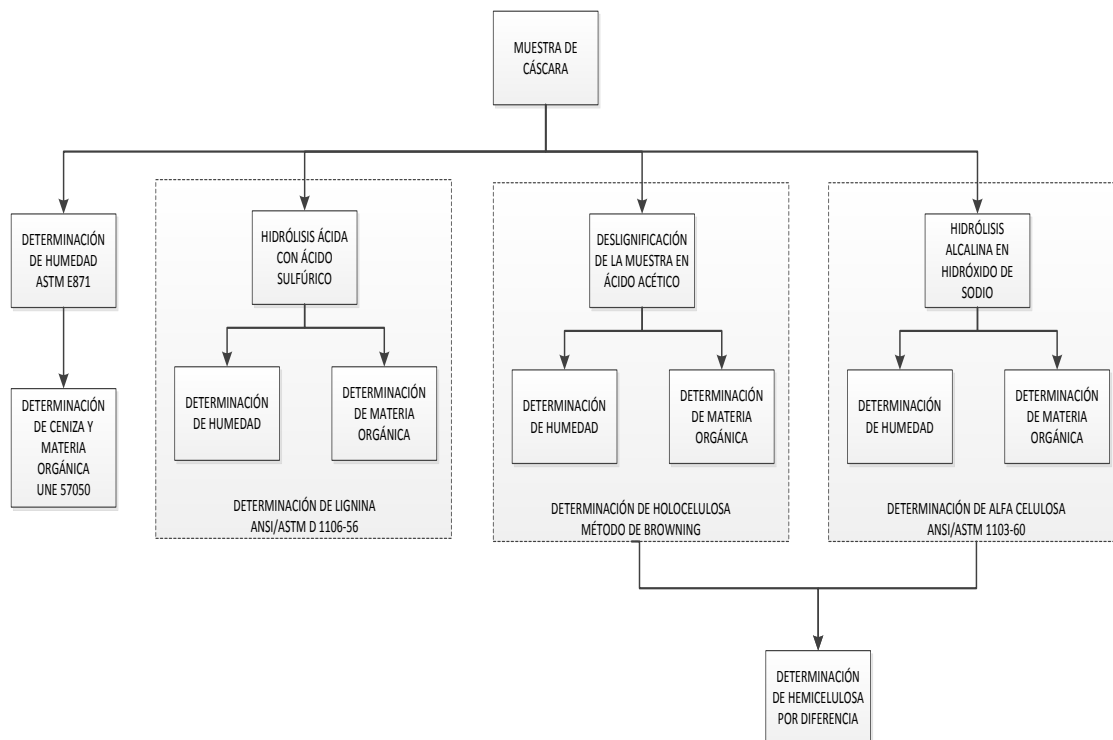 MUESTRA DE
CÁSCARA
DETERMINACIÓN
DE HUMEDAD
ASTM E871
HIDRÓLISIS ÁCIDA
CON ÁCIDO
SULFÚRICO
DESLIGNIFICACIÓN
DE LA MUESTRA EN
ÁCIDO ACÉTICO
HIDRÓLISIS
ALCALINA EN
HIDRÓXIDO DE
SODIO
DETERMINACIÓN
DE CENIZA Y
MATERIA
ORGÁNICA
UNE 57050
DETERMINACIÓN
DE HUMEDAD
DETERMINACIÓN
DE MATERIA
ORGÁNICA
DETERMINACIÓN
DE HUMEDAD
DETERMINACIÓN
DE MATERIA
ORGÁNICA
DETERMINACIÓN
DE HUMEDAD
DETERMINACIÓN
DE MATERIA
ORGÁNICA
DETERMINACIÓN DE LIGNINA
ANSI/ASTM D 1106-56
DETERMINACIÓN DE HOLOCELULOSA
MÉTODO DE BROWNING
DETERMINACIÓN DE ALFA CELULOSA
ANSI/ASTM 1103-60
DETERMINACIÓN
DE HEMICELULOSA
POR DIFERENCIA